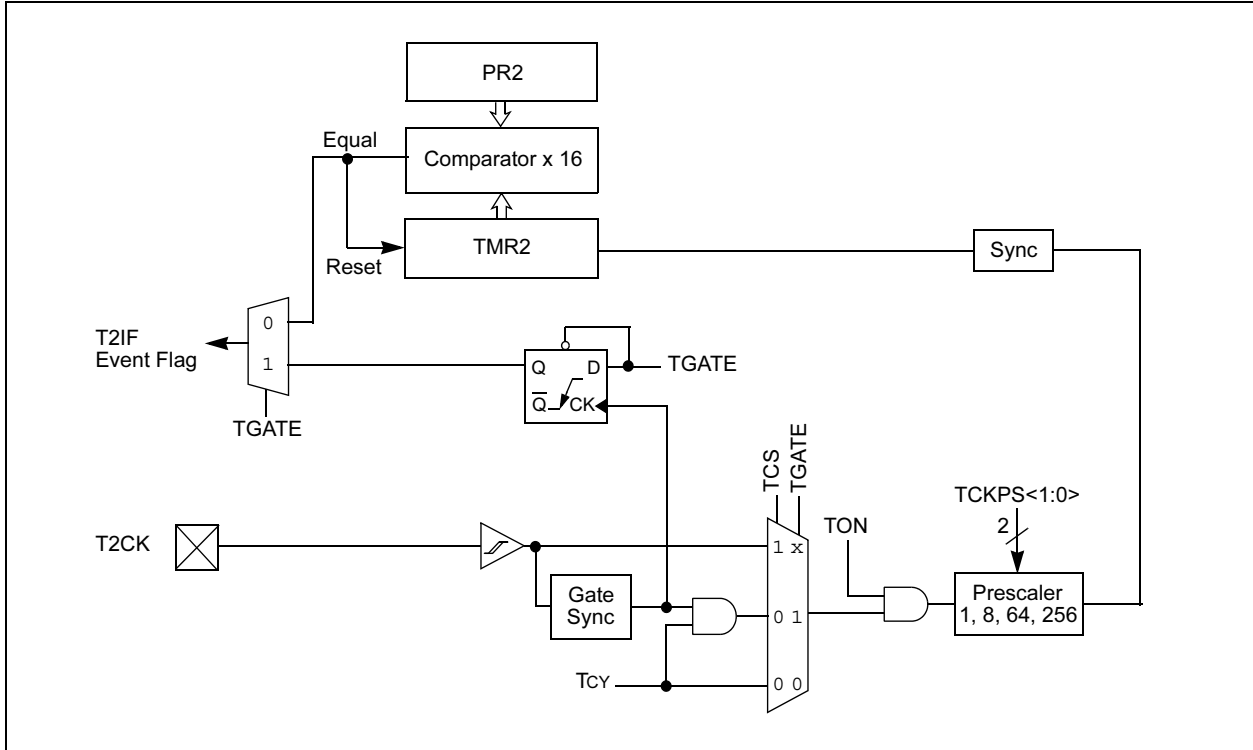 PR2
Equal
Comparator x 16
TMR2
Reset
Sync
0
1
T2IF
Event Flag
TGATE
Q
D
Q̅
CK
TGATE
TCS
TGATE
TCKPS<1:0>
2
TON
T2CK
1 x
Gate
Sync
0 1
Prescaler
1, 8, 64, 256
TCY
0 0